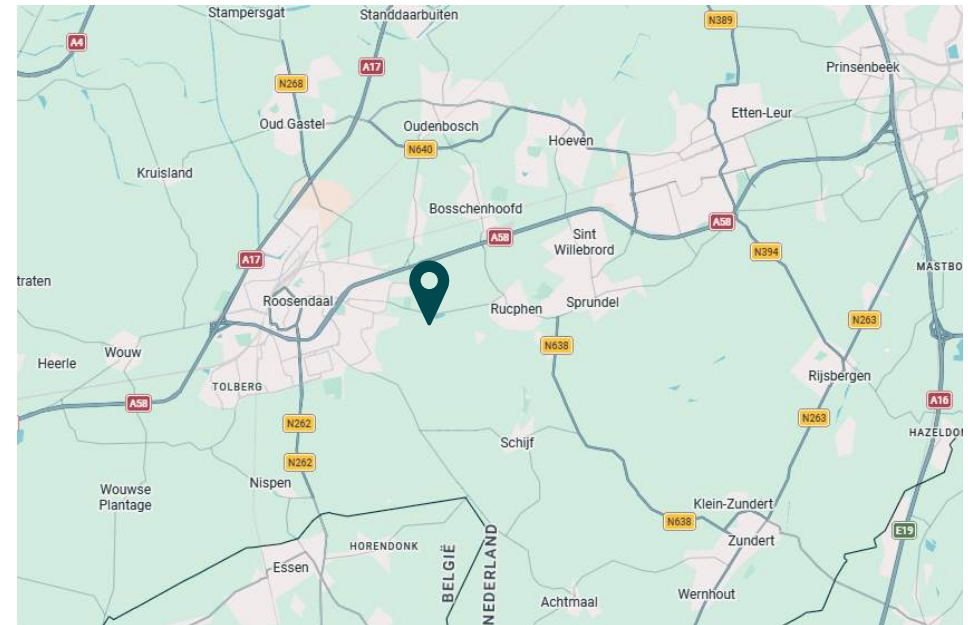 Stampersgat
Standdaarbuiten
N389
A4
A17
Prinsenbeek
N268
Etten-Leur
Oud Gastel
Oudenbosch
Hoeven
N640
Kruisland
Bosschenhoofd
A58
A58
Sint
Willebrord
N394
A17
MASTBO
traten
Roosendaal
Rucphen
Sprundel
N263
Wouw
N638
Heerle
Rijsbergen
TOLBERG
A58
A16
N263
N262
HAZELDON
Schijf
N262
Nispen
Wouwse
Plantage
Klein-Zundert
N638
E19
Zundert
HORENDONK
BELGIË
NEDERLAND
Essen
Wernhout
Achtmaal